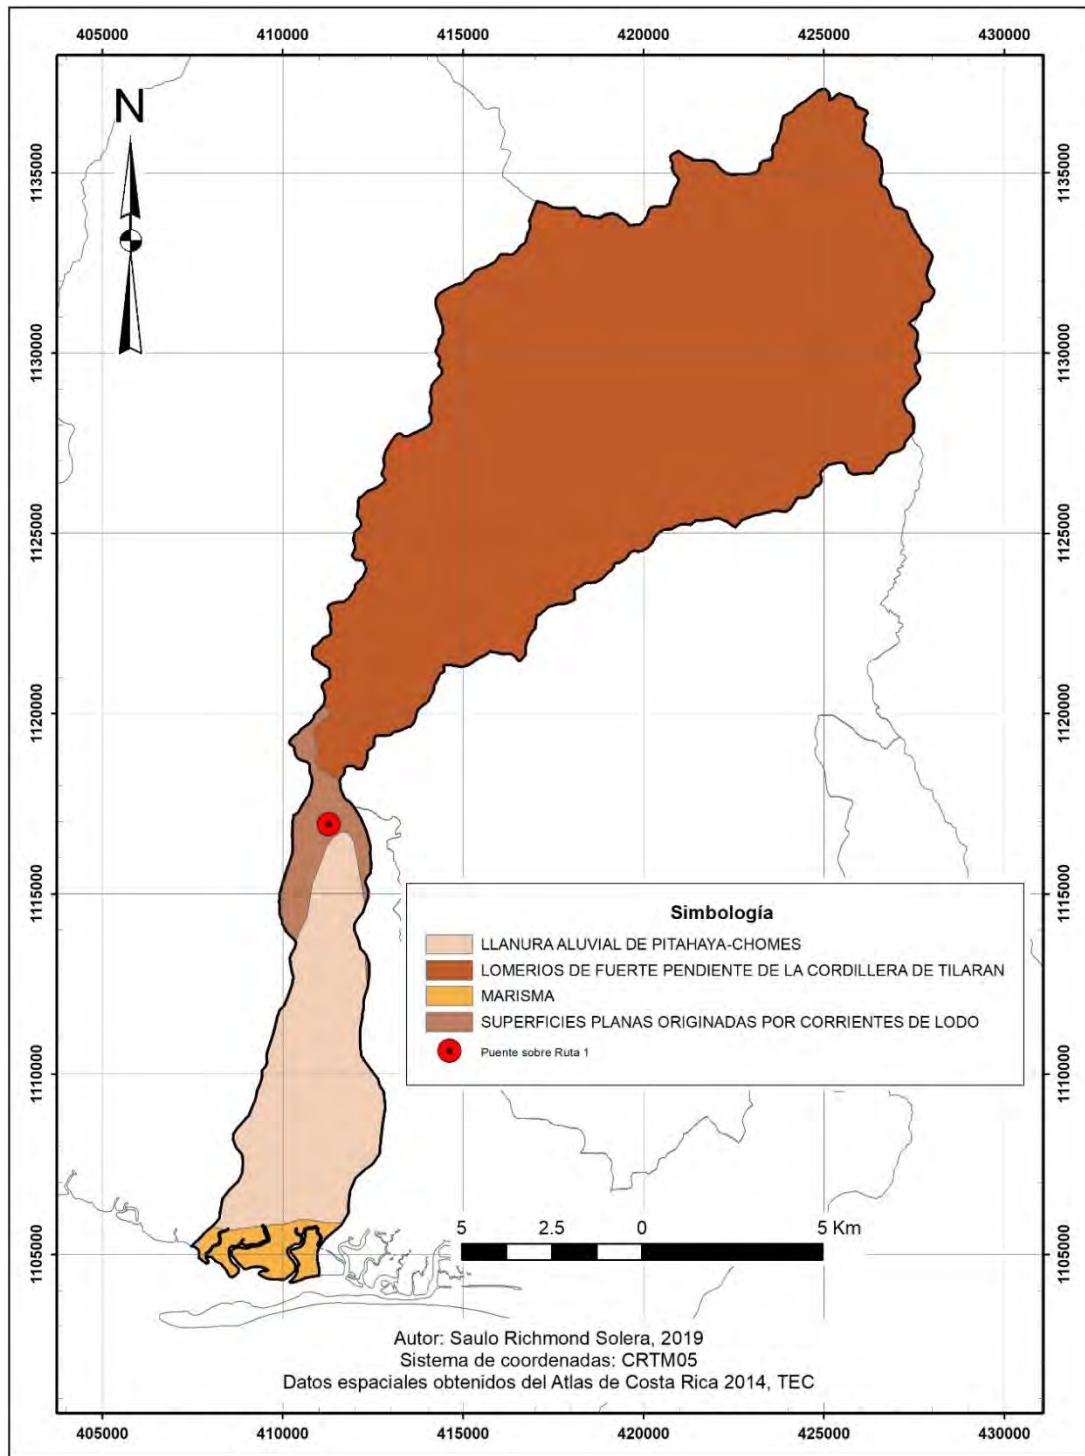 405000 410000 415000 420000 425000 430000
N
1135000 1135000
1130000 1130000
1125000 1125000
1120000 1120000
1115000 1115000
Simbología
LLANURA ALUVIAL DE PITAHAYA-CHOMES
LOMERIOS DE FUERTE PENDIENTE DE LA CORDILLERA DE TILARAN
MARISMA
SUPERFICIES PLANAS ORIGINADAS POR CORRIENTES DE LODO
Puente sobre Ruta 1
1110000 1110000
5 2.5 0 5 Km
1105000 1105000
Autor: Saulo Richmond Solera, 2019
Sistema de coordenadas: CRTM05
Datos espaciales obtenidos del Atlas de Costa Rica 2014, TEC
405000 410000 415000 420000 425000 430000